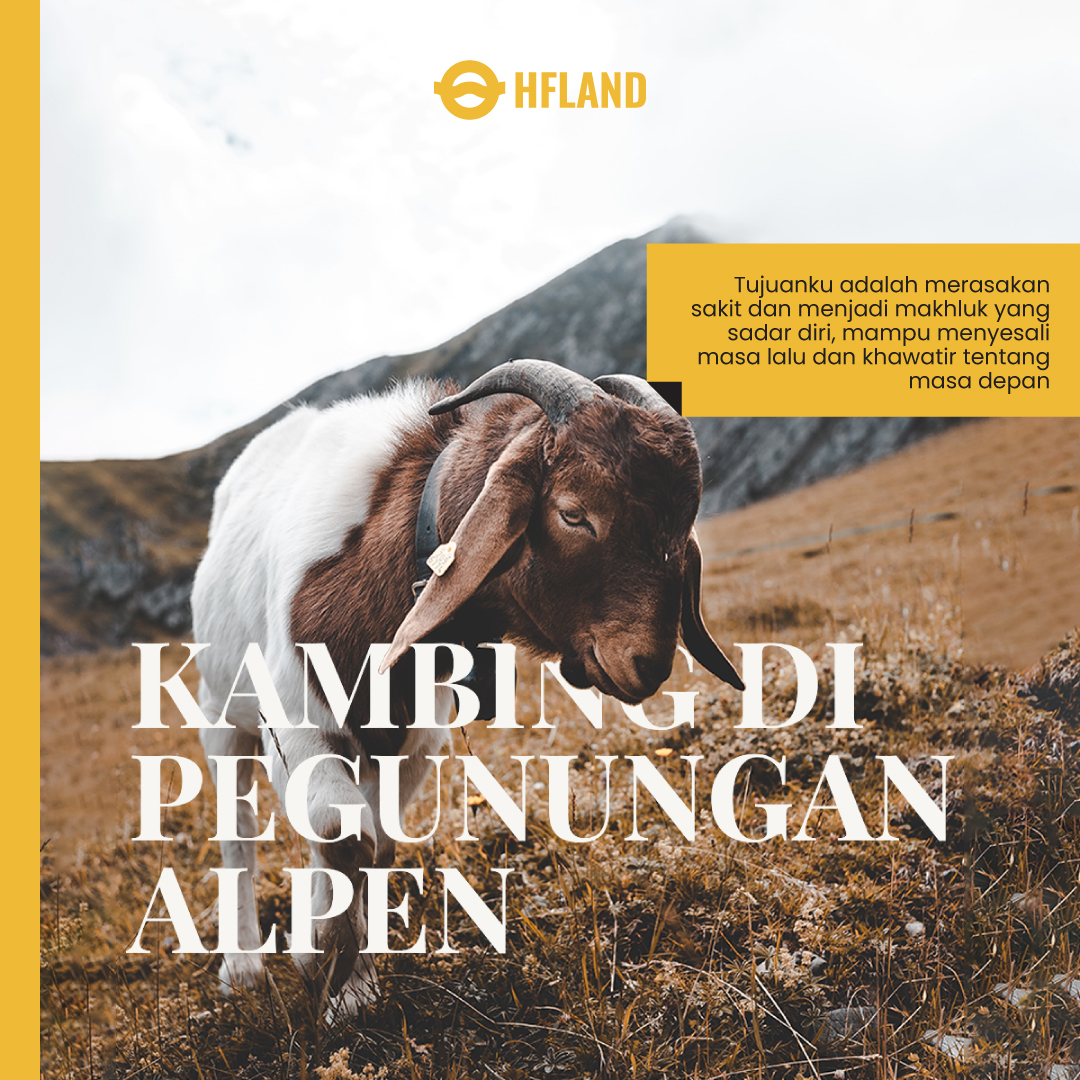 HFLAND
Tujuanku adalah merasakan
sakit dan menjadi makhluk yang
sadar diri, mampu menyesali
masa lalu dan khawatir tentang
masa depan
KAMBING DI
PEGUNUNGAN
ALPEN